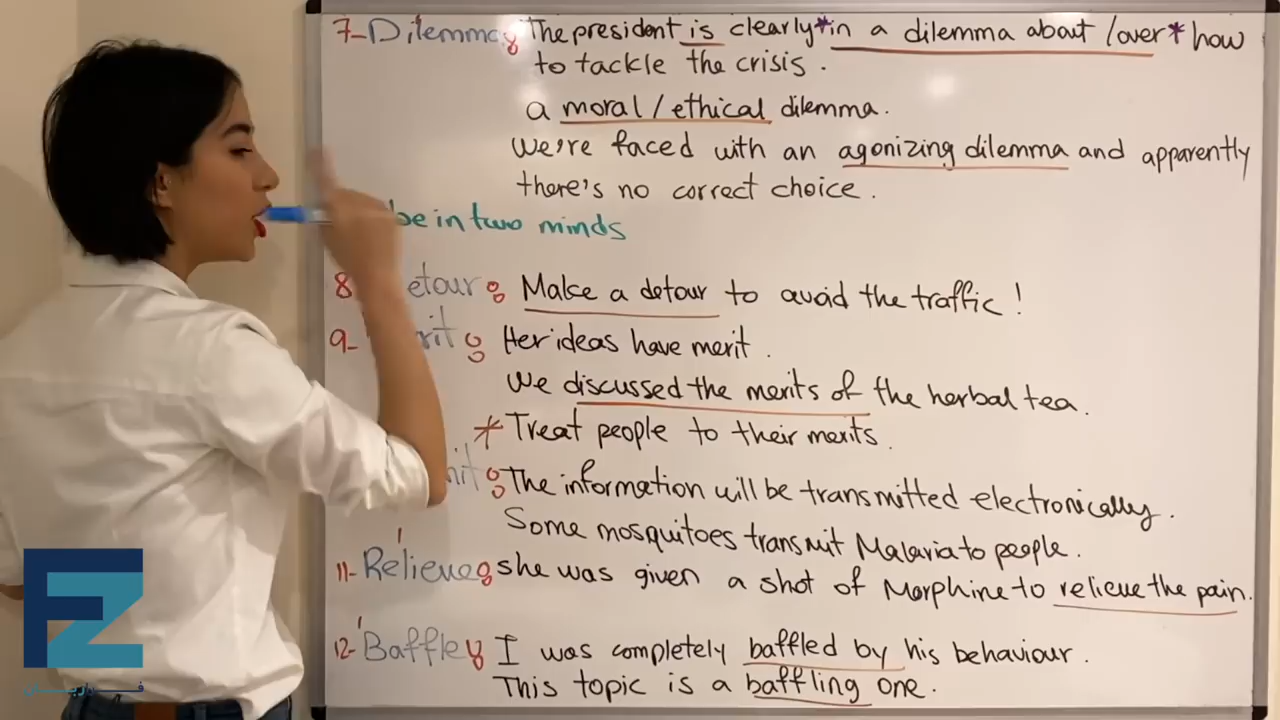 7- Dilemma: The president is clearly *in a dilemma about / over* how
to tackle the crisis.
a moral / ethical dilemma.
We're faced with an agonizing dilemma and apparently
there's no correct choice.
be in two minds
8 etour: Make a detour to avoid the traffic!
9- rit: Her ideas have merit.
We discussed the merits of the herbal tea.
* Treat people to their merits.
mit: The information will be transmitted electronically.
Some mosquitoes transmit Malaria to people.
11- Relieve: she was given a shot of Morphine to relieve the pain.
12- Baffle: I was completely baffled by his behaviour.
This topic is a baffling one.
FZ